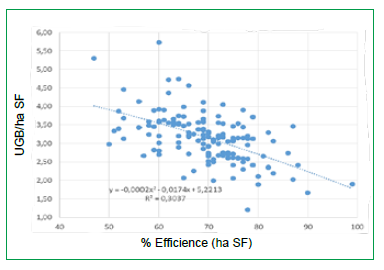 6,00
5,50
5,00
4,50
4,00
3,50
3,00
2,50
2,00
1,50
1,00
UGB/ha SF
y = -0,0002x² - 0,0174x + 5,2213
R² = 0,3037
40 50 60 70 80 90 100
% Efficience (ha SF)